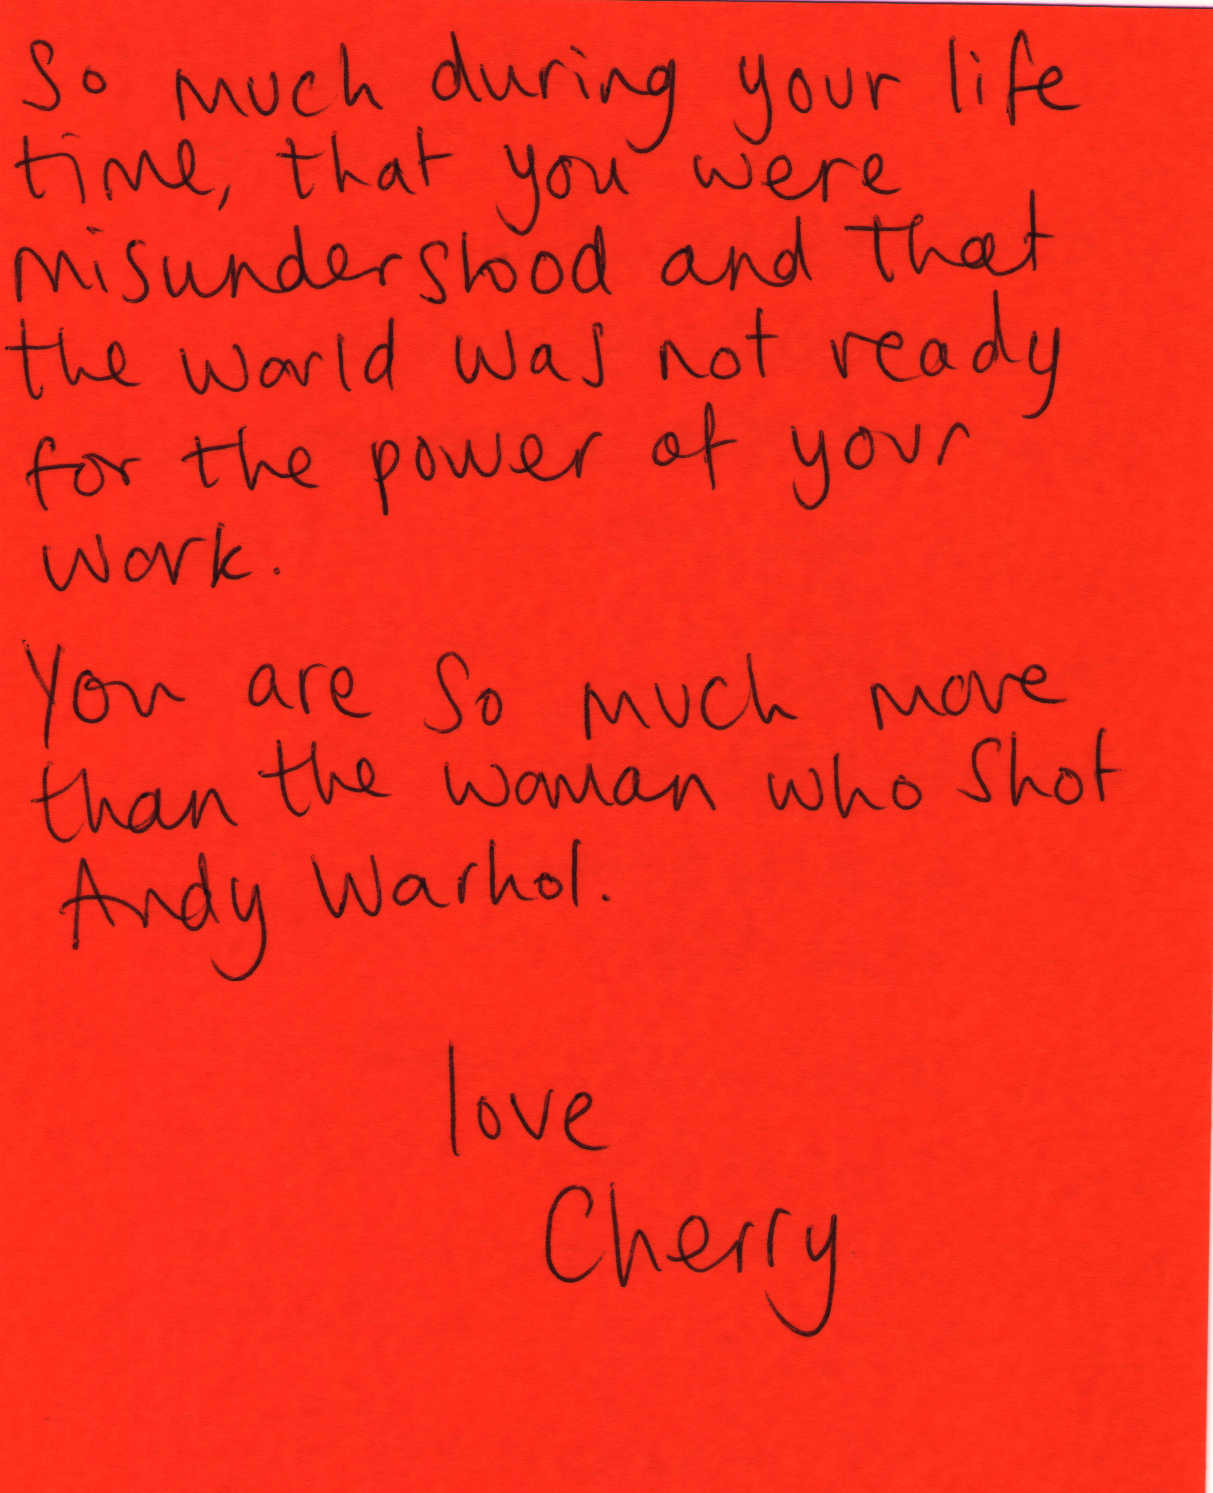 So much during your life
time, that you were
misunderstood and that
the world was not ready
for the power of your
work.
You are so much more
than the woman who shot
Andy Warhol.
love
Cherry